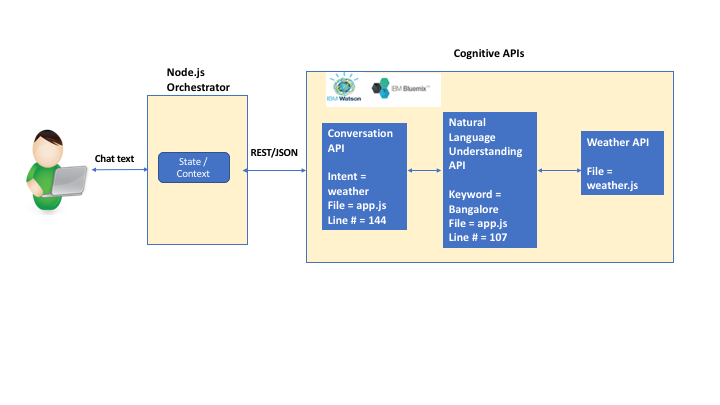 Cognitive APIs
Node.js
Orchestrator
IBM Watson
IBM Bluemix™
Chat text
State /
Context
REST/JSON
Conversation
API
Intent =
weather
File = app.js
Line # = 144
Natural
Language
Understanding
API
Keyword =
Bangalore
File = app.js
Line # = 107
Weather API
File =
weather.js